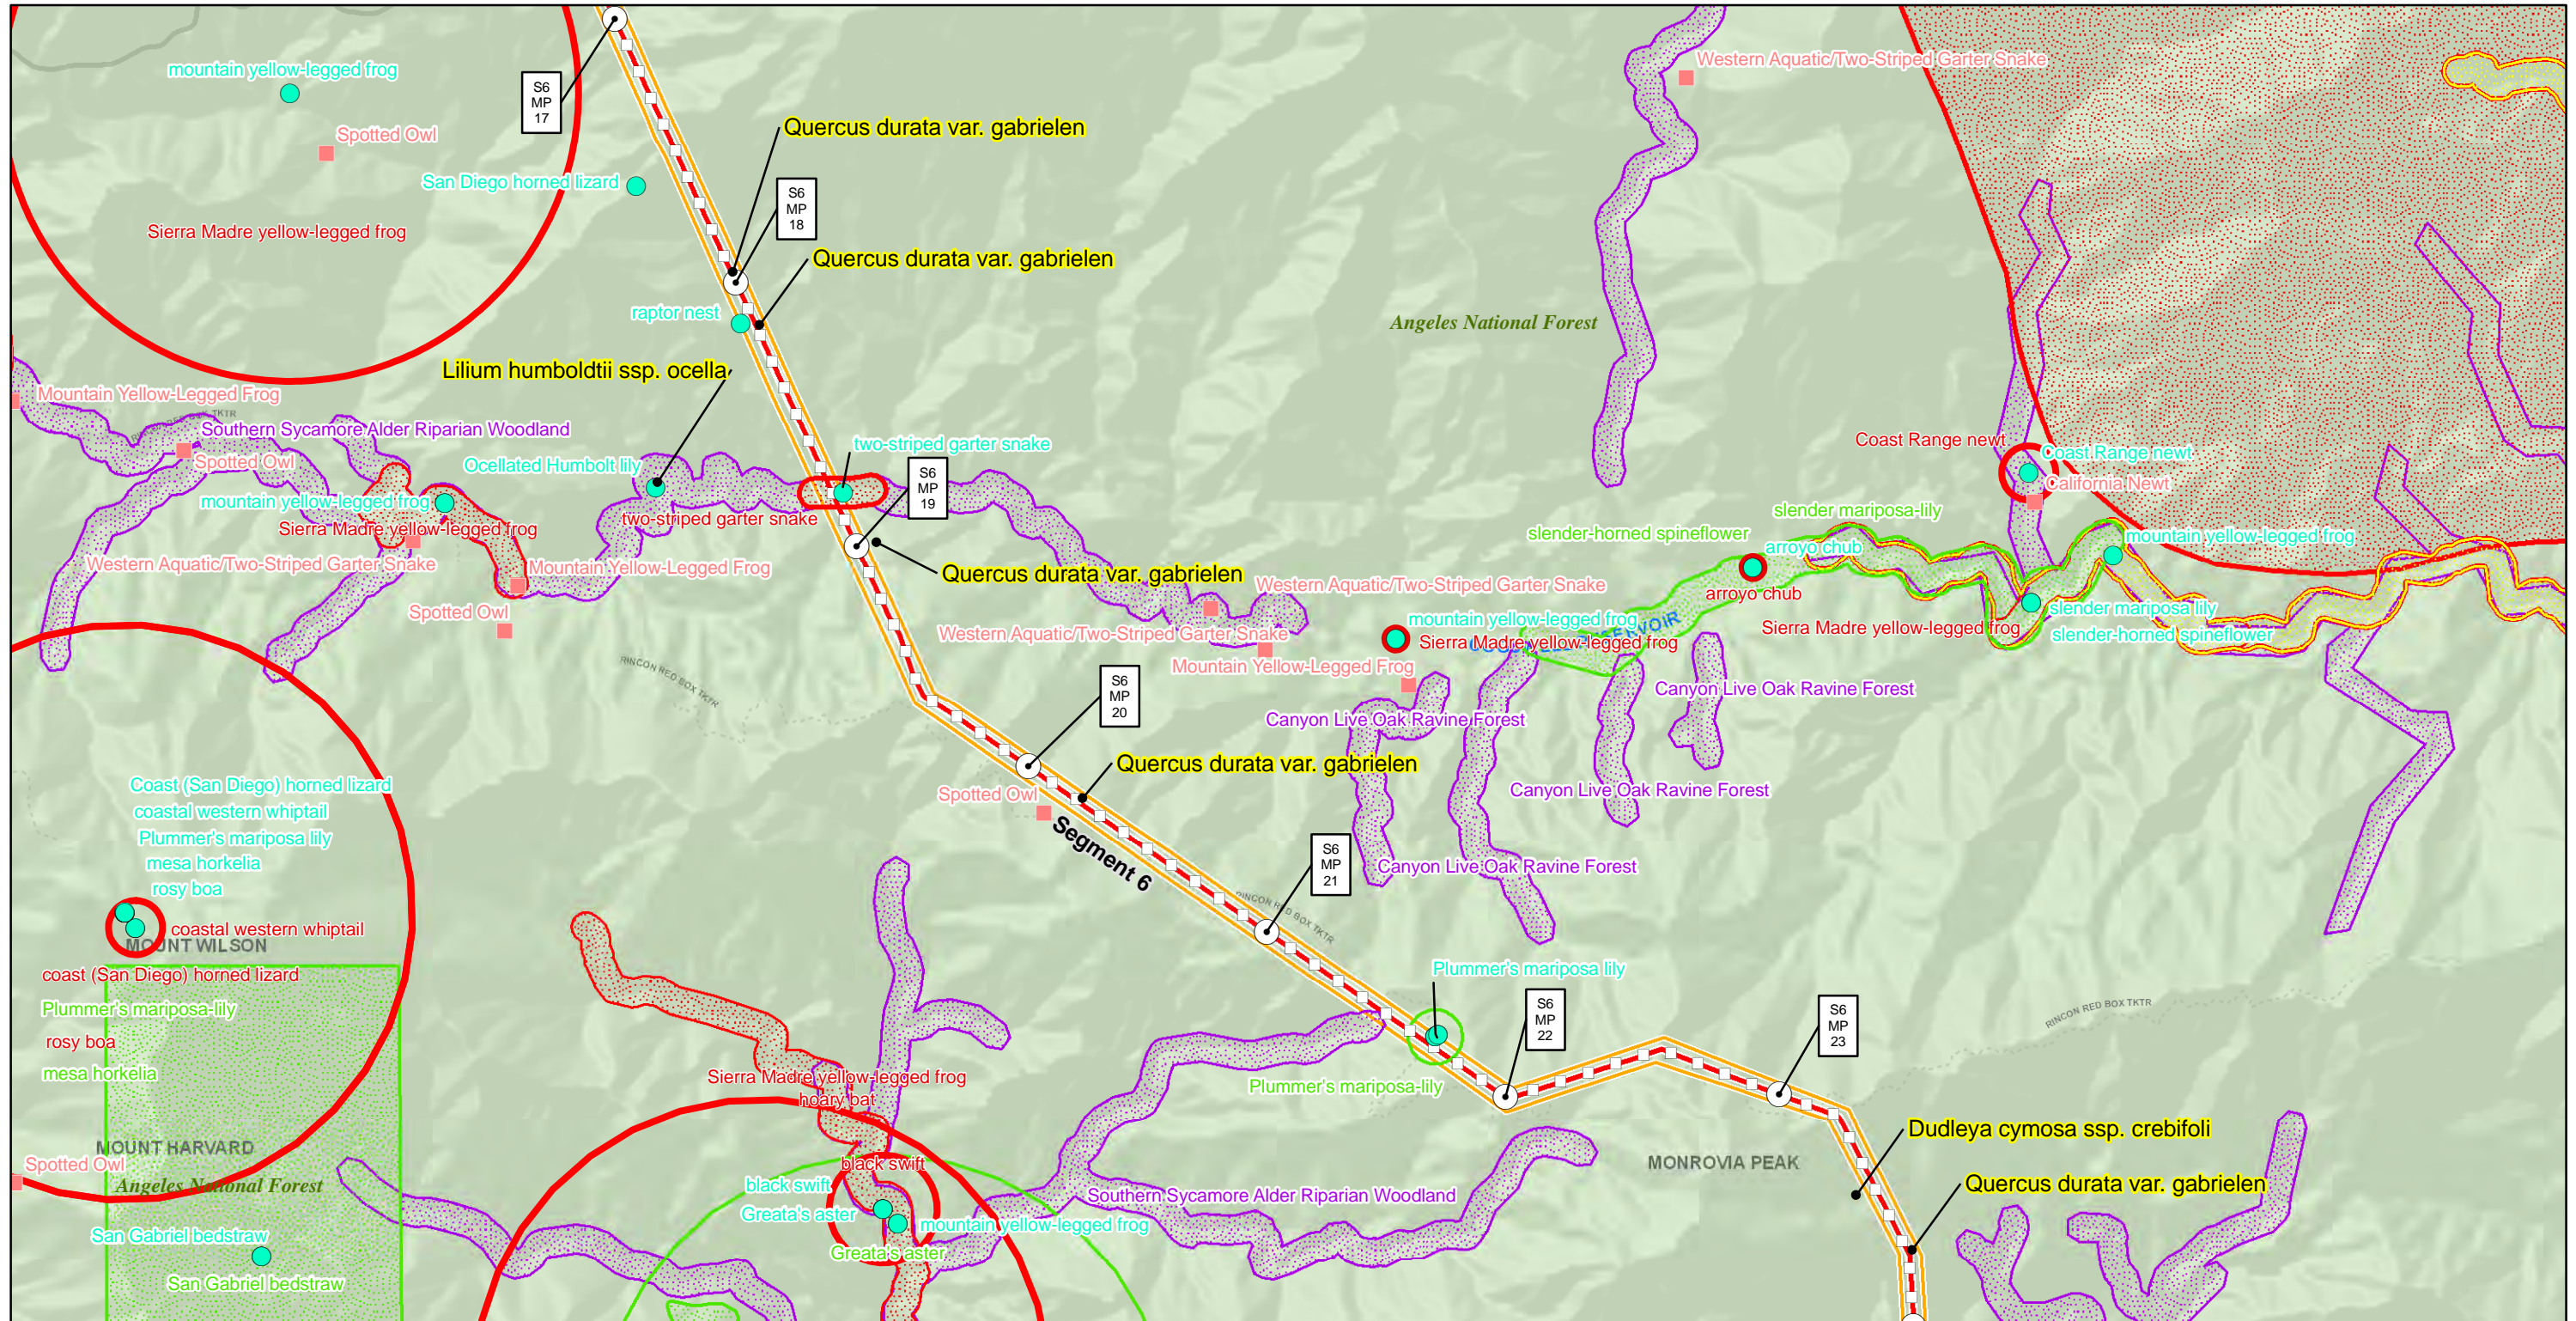 Western Aquatic/Two-Striped Garter Snake
mountain yellow-legged frog
S6
MP
17
Quercus durata var. gabrielen
Spotted Owl
San Diego horned lizard
S6
MP
18
Sierra Madre yellow-legged frog
Quercus durata var. gabrielen
raptor nest
Angeles National Forest
Lilium humboldtii ssp. ocella
Mountain Yellow-Legged Frog
Southern Sycamore Alder Riparian Woodland
two-striped garter snake
Coast Range newt
Coast Range newt
Spotted Owl
Ocellated Humbolt lily
S6
MP
19
California Newt
mountain yellow-legged frog
slender mariposa-lily
two-striped garter snake
Sierra Madre yellow-legged frog
slender-horned spineflower
mountain yellow-legged frog
arroyo chub
Western Aquatic/Two-Striped Garter Snake
Mountain Yellow-Legged Frog
Quercus durata var. gabrielen
Western Aquatic/Two-Striped Garter Snake
arroyo chub
Spotted Owl
mountain yellow-legged frog
slender mariposa lily
Western Aquatic/Two-Striped Garter Snake
Sierra Madre yellow-legged frog
Sierra Madre yellow-legged frog
slender-horned spineflower
RINCON RED BOX TKTR
Mountain Yellow-Legged Frog
S6
MP
20
Canyon Live Oak Ravine Forest
Canyon Live Oak Ravine Forest
Quercus durata var. gabrielen
Coast (San Diego) horned lizard
Spotted Owl
Canyon Live Oak Ravine Forest
coastal western whiptail
Plummer's mariposa lily
Segment 6
S6
MP
21
mesa horkelia
Canyon Live Oak Ravine Forest
rosy boa
RINCON RED BOX TKTR
coastal western whiptail
MOUNT WILSON
coast (San Diego) horned lizard
Plummer's mariposa lily
Plummer's mariposa-lily
S6
MP
22
S6
MP
23
RINCON RED BOX TKTR
rosy boa
mesa horkelia
Sierra Madre yellow-legged frog
Plummer's mariposa-lily
hoary bat
Dudleya cymosa ssp. crebifoli
MOUNT HARVARD
Spotted Owl
black swift
MONROVIA PEAK
Angeles National Forest
black swift
Quercus durata var. gabrielen
Southern Sycamore Alder Riparian Woodland
Greata's aster
mountain yellow-legged frog
San Gabriel bedstraw
Greata's aster
San Gabriel bedstraw